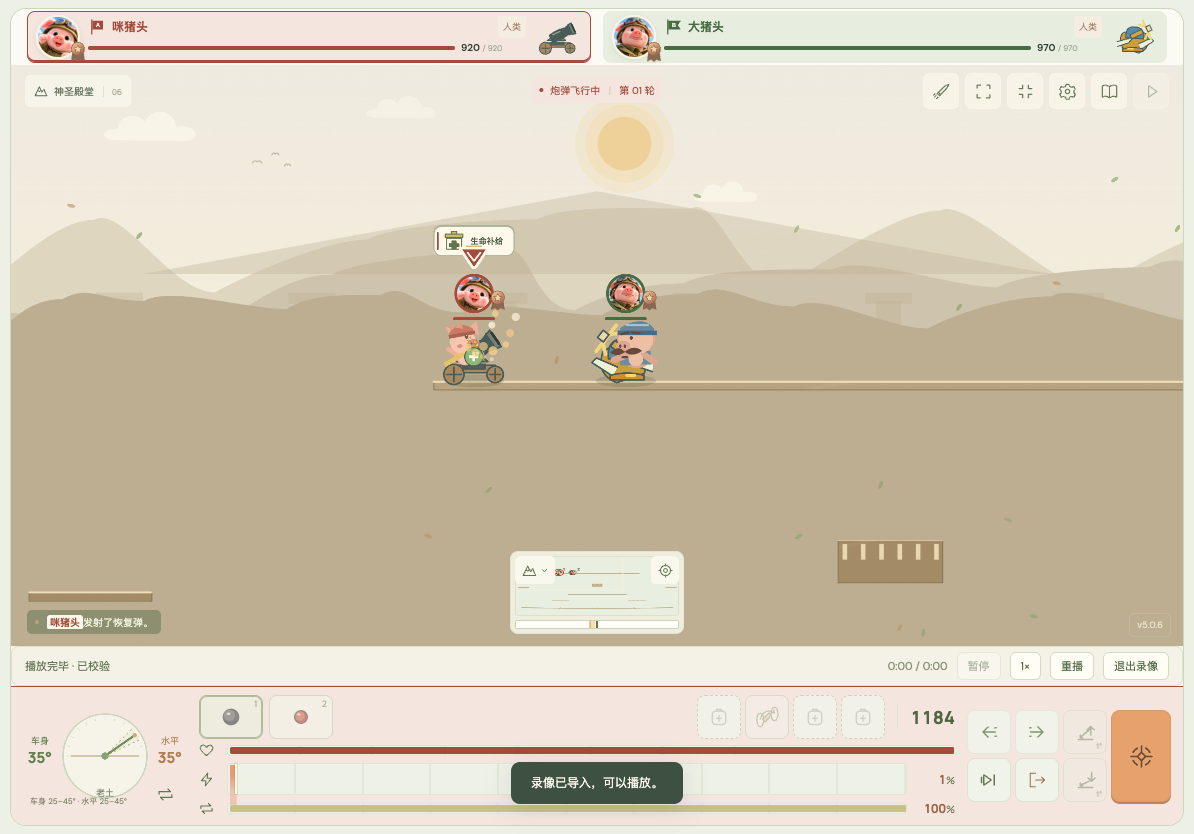 咪猪头
人类
920 / 920
大猪头
人类
970 / 970
神圣殿堂 06
炮弹飞行中 | 第 01 轮
生命补给
咪猪头发射了恢复弹。
v5.0.6
播放完毕 · 已校验
0:00 / 0:00
暂停
1×
重播
退出录像
车身
35°
水平
35°
老土
车身 25–45° · 水平 25–45°
1
2
1184
1%
100%
录像已导入，可以播放。
1°
1°